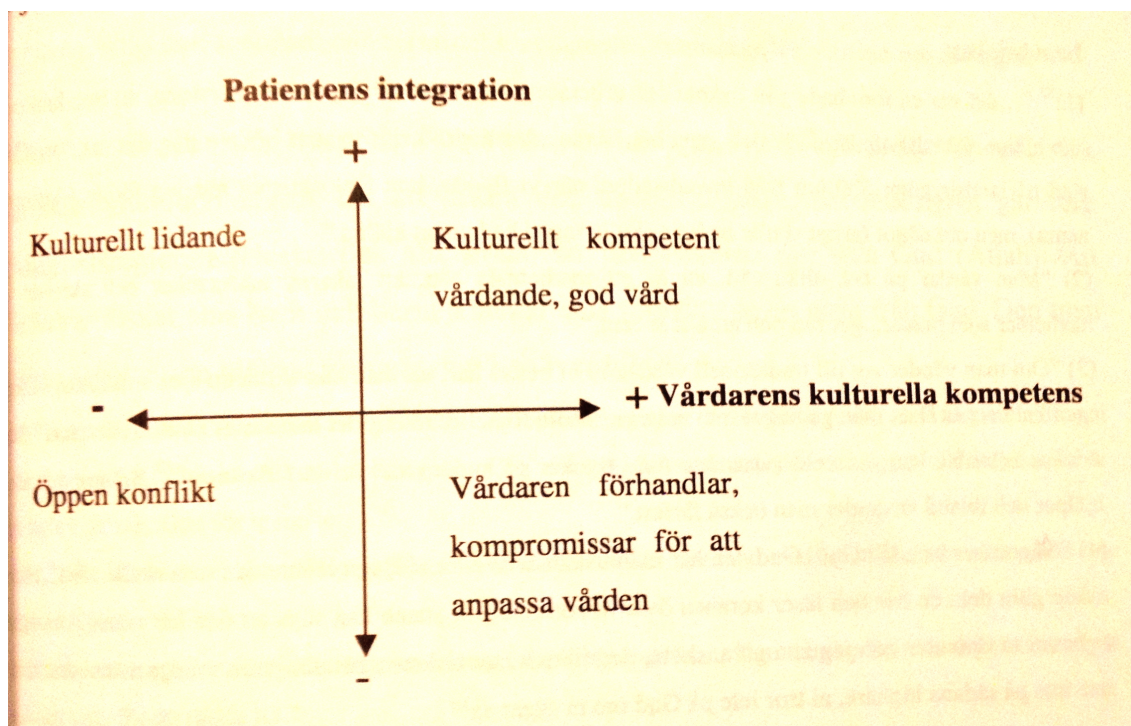 Patientens integration
+
Kulturellt lidande
Kulturellt kompetent
vårdande, god vård
-
+ Vårdarens kulturella kompetens
Öppen konflikt
Vårdaren förhandlar,
kompromissar för att
anpassa vården
-